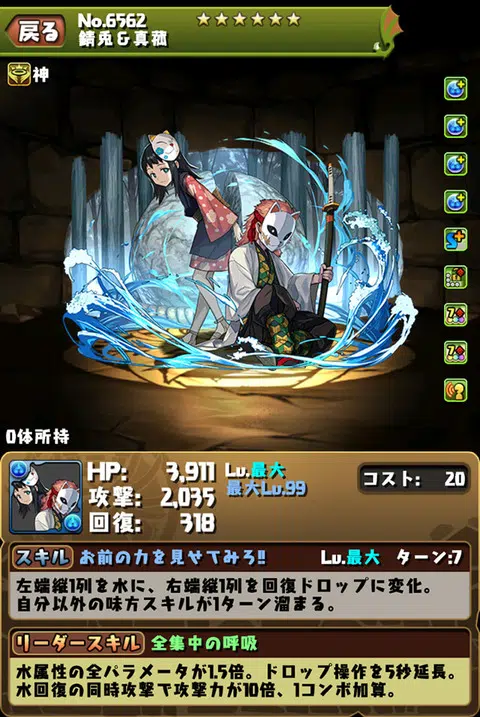 戻る
No.6562
錆兎&真菰
神
0体所持
HP: 3,911 Lv.最大
攻撃: 2,035 最大Lv.99
回復: 318
コスト: 20
スキル お前の力を見せてみろ!! Lv.最大 ターン:7
左端縦1列を水に、右端縦1列を回復ドロップに変化。
自分以外の味方スキルが1ターン溜まる。
リーダースキル 全集中の呼吸
水属性の全パラメータが1.5倍。ドロップ操作を5秒延長。
水回復の同時攻撃で攻撃力が10倍、1コンボ加算。